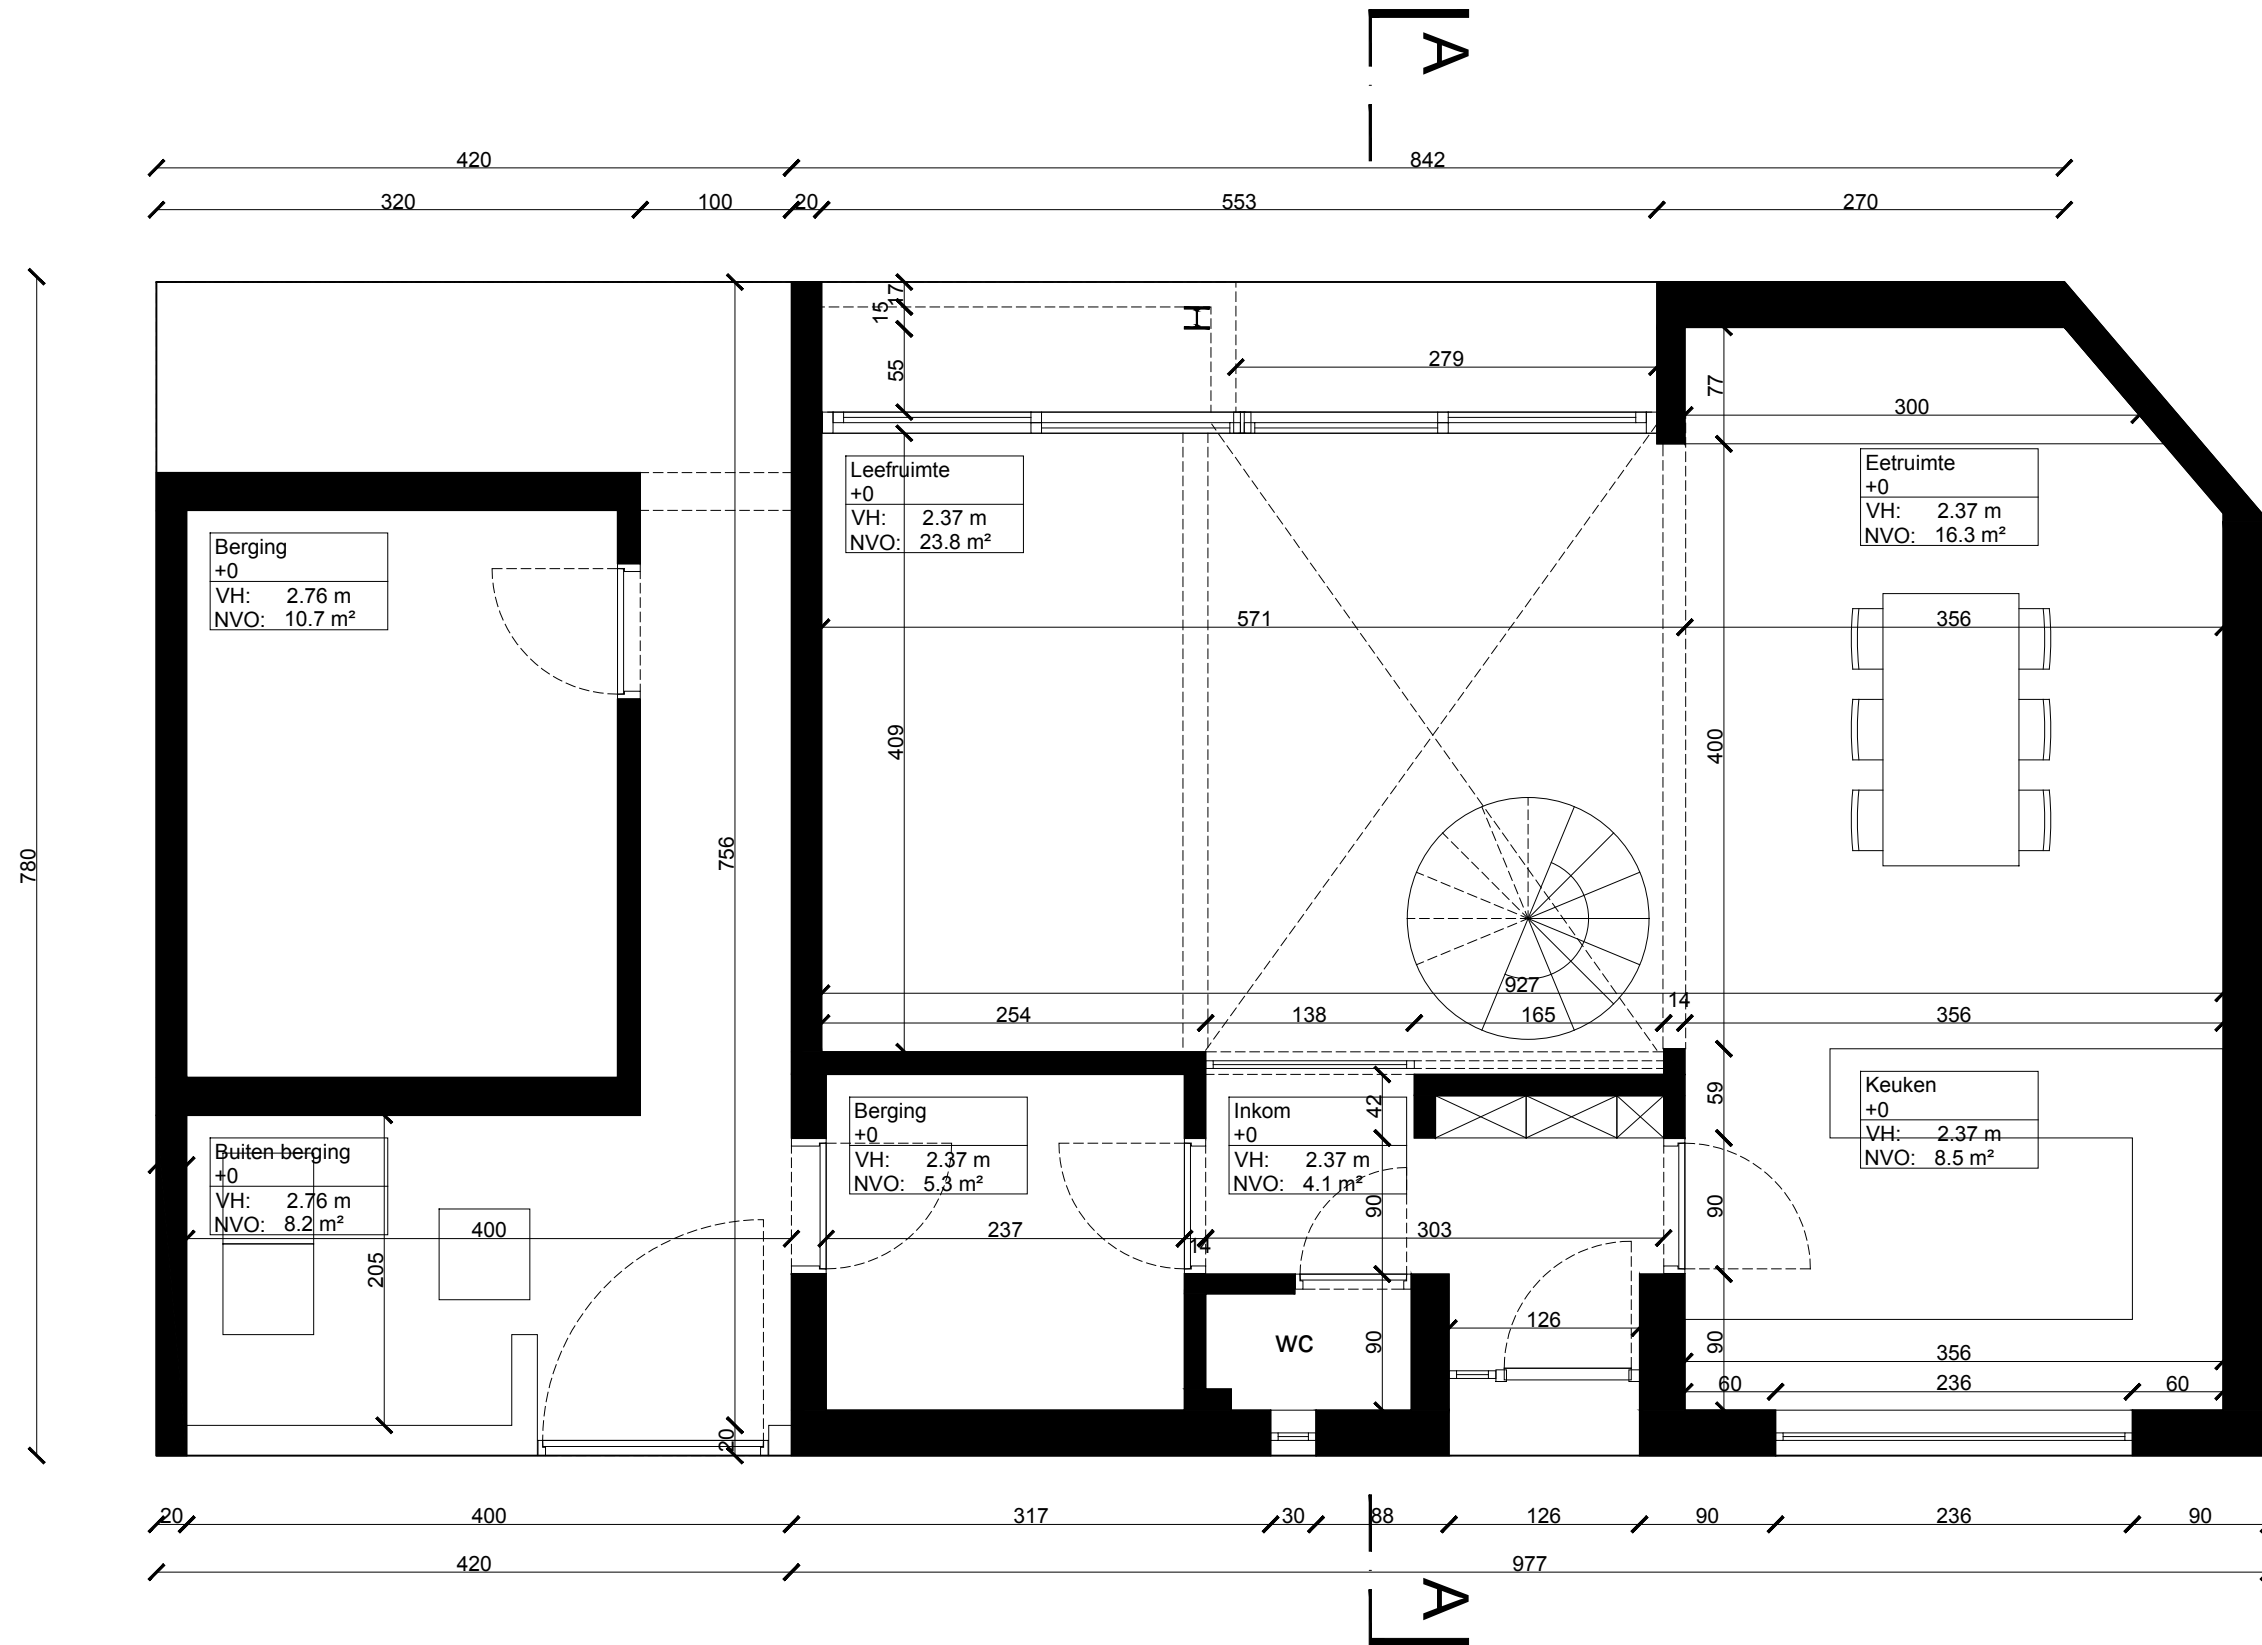 A
420
842
320
100
20
553
270
17
15
55
279
77
300
Leefruimte
+0
VH: 2.37 m
NVO: 23.8 m²
Eetruimte
+0
VH: 2.37 m
NVO: 16.3 m²
Berging
+0
VH: 2.76 m
NVO: 10.7 m²
571
356
409
400
780
756
927
254
138
165
14
356
Berging
+0
VH: 2.37 m
NVO: 5.3 m²
Inkom
+0
VH: 2.37 m
NVO: 4.1 m²
42
59
Keuken
+0
VH: 2.37 m
NVO: 8.5 m²
Buiten berging
+0
VH: 2.76 m
NVO: 8.2 m²
400
205
237
14
90
303
90
126
WC
90
90
356
60
236
60
20
20
400
317
30
88
126
90
236
90
420
977
A